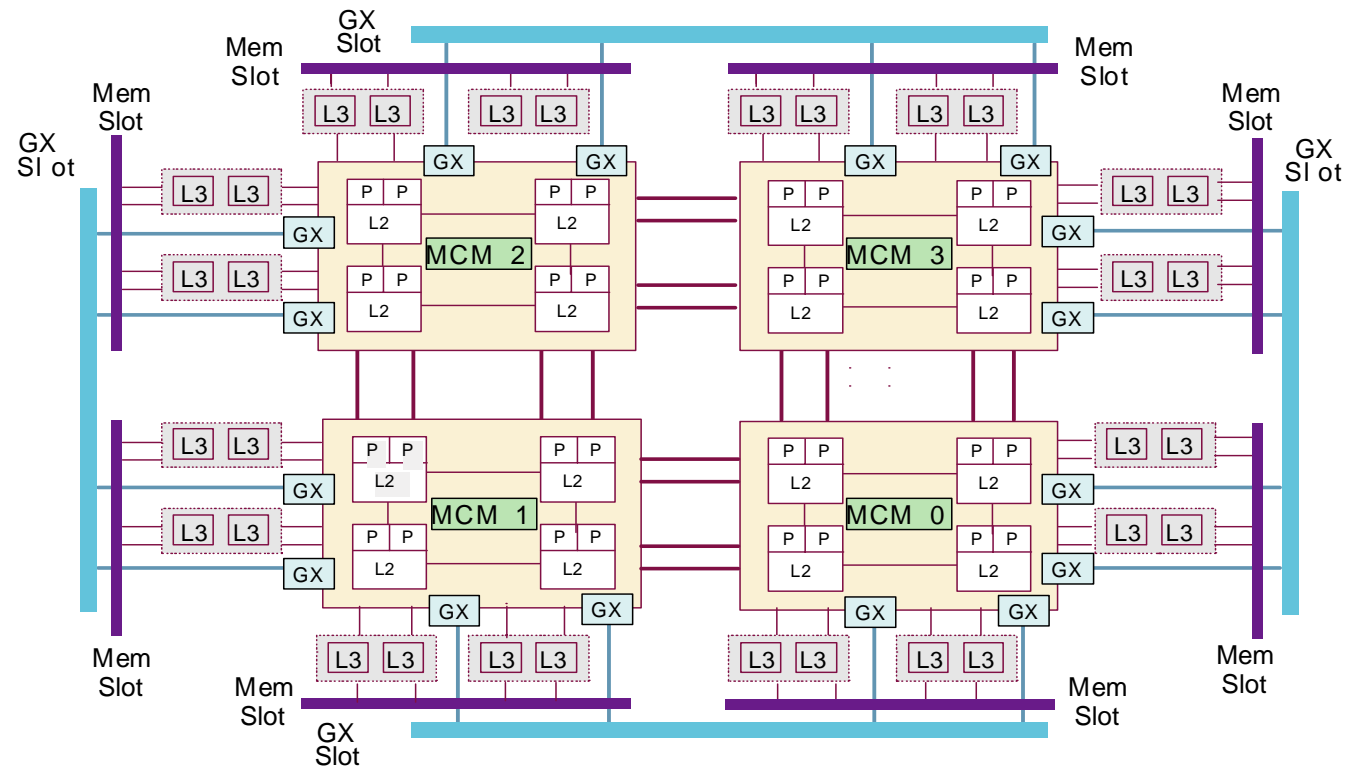 GX
Slot
Mem
Slot
Mem
Slot
Mem
Slot
Mem
Slot
GX
Sl ot
GX
Sl ot
L3 L3 L3 L3 L3 L3 L3 L3
GX GX GX GX
L3 L3 P P P P P P P P L3 L3
L2 L2 L2 L2
GX MCM 2 MCM 3 GX
L3 L3 P P P P P P P P L3 L3
L2 L2 L2 L2
GX GX
L3 L3 P P P P P P P P L3 L3
L2 L2 L2 L2
GX MCM 1 MCM 0 GX
L3 L3 P P P P P P P P L3 L3
L2 L2 L2 L2
GX GX
GX GX GX GX
L3 L3 L3 L3 L3 L3 L3 L3
Mem
Slot
Mem
Slot
Mem
Slot
Mem
Slot
GX
Slot